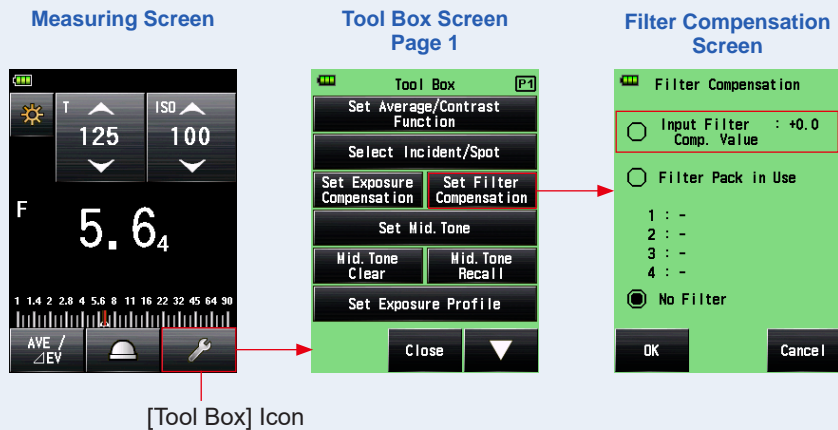 Measuring Screen
T
ISO
125
100
F
5.6₄
1 1.4 2 2.8 4 5.6 8 11 16 22 32 45 64 90
AVE /
⊿EV
[Tool Box] Icon
Tool Box Screen
Page 1
Tool Box P1
Set Average/Contrast
Function
Select Incident/Spot
Set Exposure
Compensation
Set Filter
Compensation
Set Mid.Tone
Mid.Tone
Clear
Mid.Tone
Recall
Set Exposure Profile
Close
Filter Compensation
Screen
Filter Compensation
Input Filter : +0.0
Comp. Value
Filter Pack in Use
1 : -
2 : -
3 : -
4 : -
No Filter
OK
Cancel